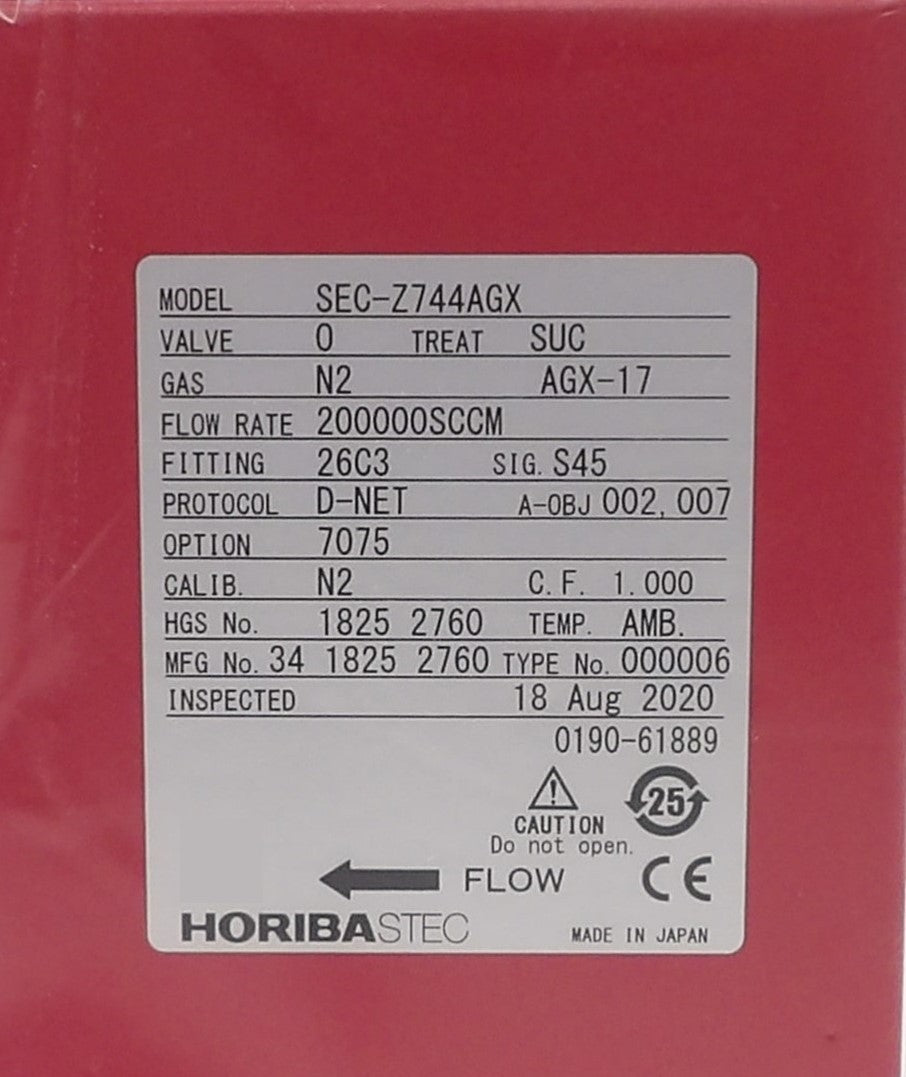 MODEL SEC-Z744AGX
VALVE O TREAT SUC
GAS N2 AGX-17
FLOW RATE 200000SCCM
FITTING 26C3 SIG. S45
PROTOCOL D-NET A-OBJ 002,007
OPTION 7075
CALIB. N2 C.F. 1.000
HGS No. 1825 2760 TEMP. AMB.
MFG No. 34 1825 2760 TYPE No. 000006
INSPECTED 18 Aug 2020
0190-61889
25
CAUTION
Do not open.
FLOW CE
HORIBASTEC MADE IN JAPAN